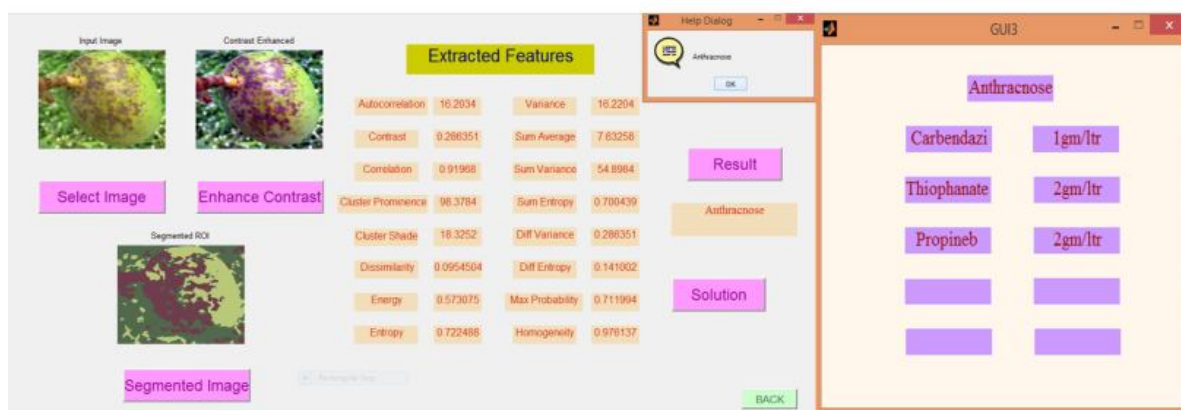 Input Image
Contrast Enhanced
Select Image
Enhance Contrast
Segmented ROI
Segmented Image
Extracted Features
Autocorrelation 16.2034 Variance 16.2204
Contrast 0.286351 Sum Average 7.63258
Correlation 0.91968 Sum Variance 54.8984
Cluster Prominence 98.3784 Sum Entropy 0.700439
Cluster Shade 18.3252 Diff Variance 0.286351
Dissimilarity 0.0954504 Diff Entropy 0.141002
Energy 0.573075 Max Probability 0.711994
Entropy 0.722488 Homogeneity 0.976137
Help Dialog
Anthracnose
OK
Result
Anthracnose
Solution
BACK
GUI3
Anthracnose
Carbendazi 1gm/ltr
Thiophanate 2gm/ltr
Propineb 2gm/ltr